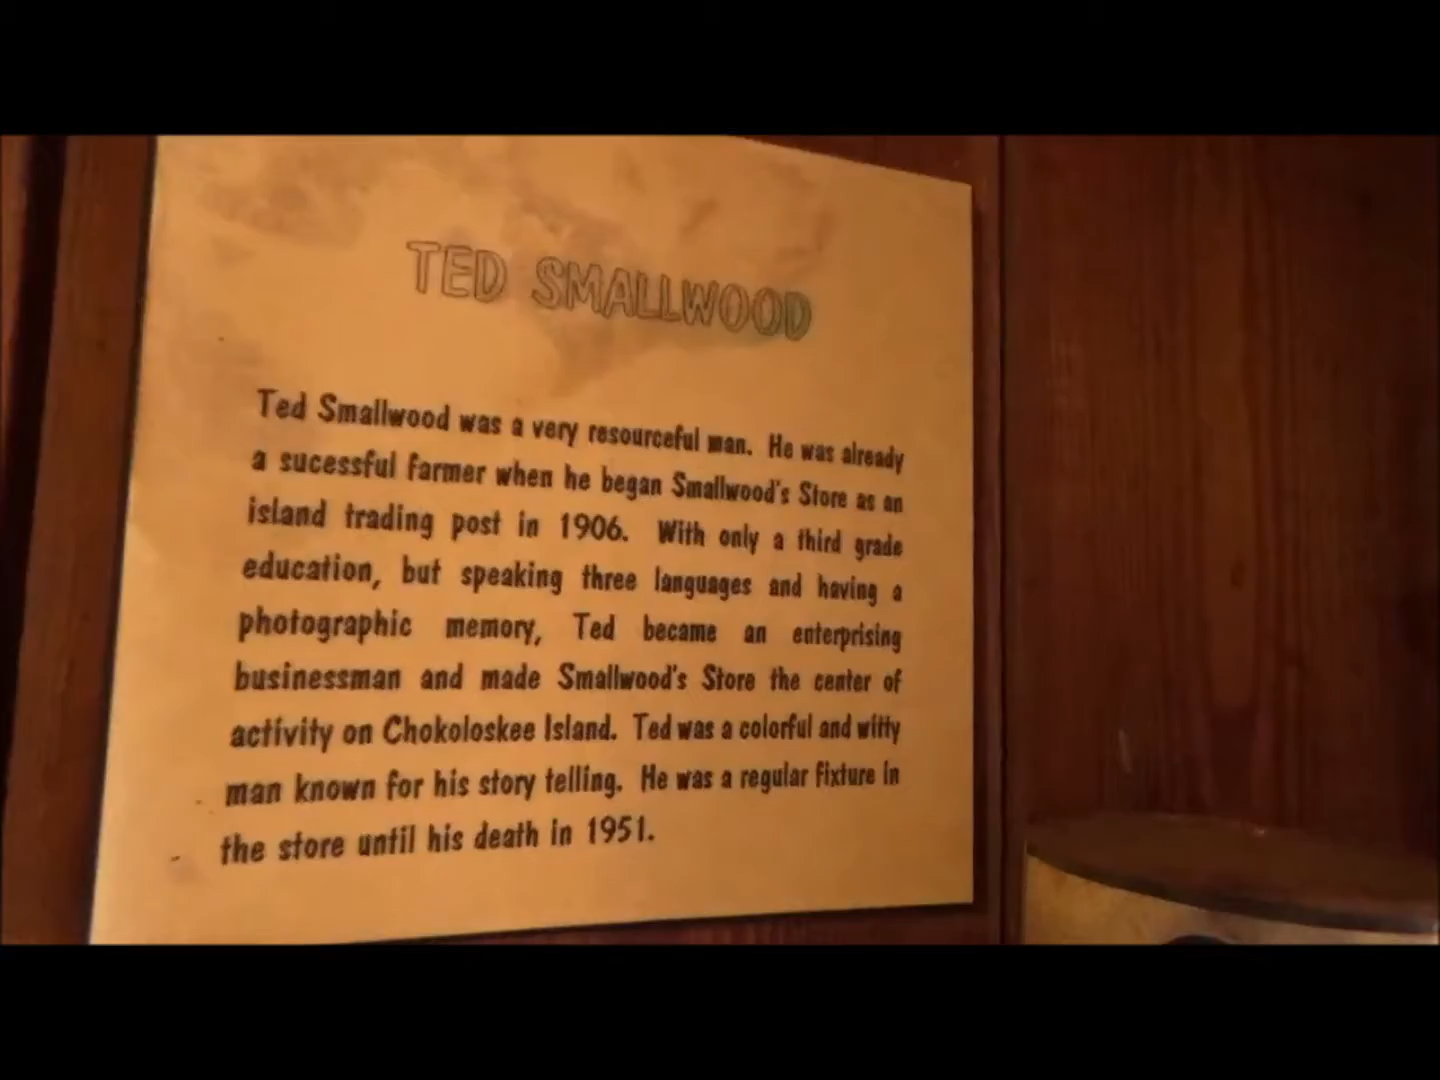 TED SMALLWOOD
Ted Smallwood was a very resourceful man. He was already
a sucessful farmer when he began Smallwood's Store as an
island trading post in 1906. With only a third grade
education, but speaking three languages and having a
photographic memory, Ted became an enterprising
businessman and made Smallwood's Store the center of
activity on Chokoloskee Island. Ted was a colorful and witty
man known for his story telling. He was a regular fixture in
the store until his death in 1951.